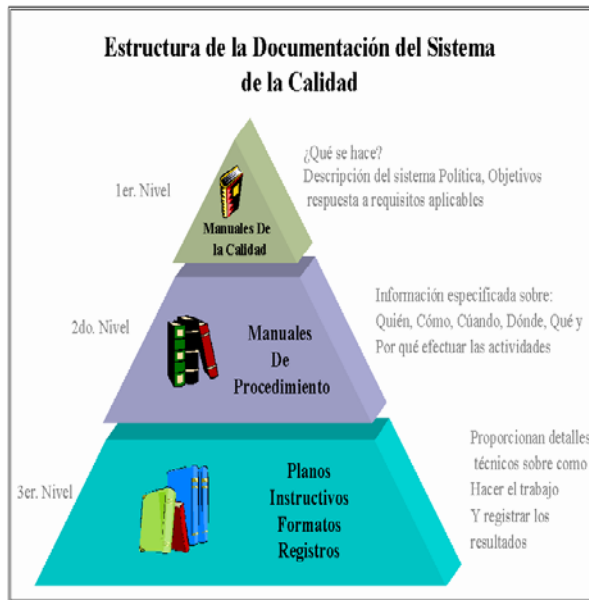 Estructura de la Documentación del Sistema
de la Calidad
1er. Nivel
¿Qué se hace?
Descripción del sistema Política, Objetivos
respuesta a requisitos aplicables
Manuales De
la Calidad
2do. Nivel
Información especificada sobre:
Quién, Cómo, Cúando, Dónde, Qué y
Por qué efectuar las actividades
Manuales
De
Procedimiento
3er. Nivel
Proporcionan detalles
técnicos sobre como
Hacer el trabajo
Y registrar los
resultados
Planos
Instructivos
Formatos
Registros